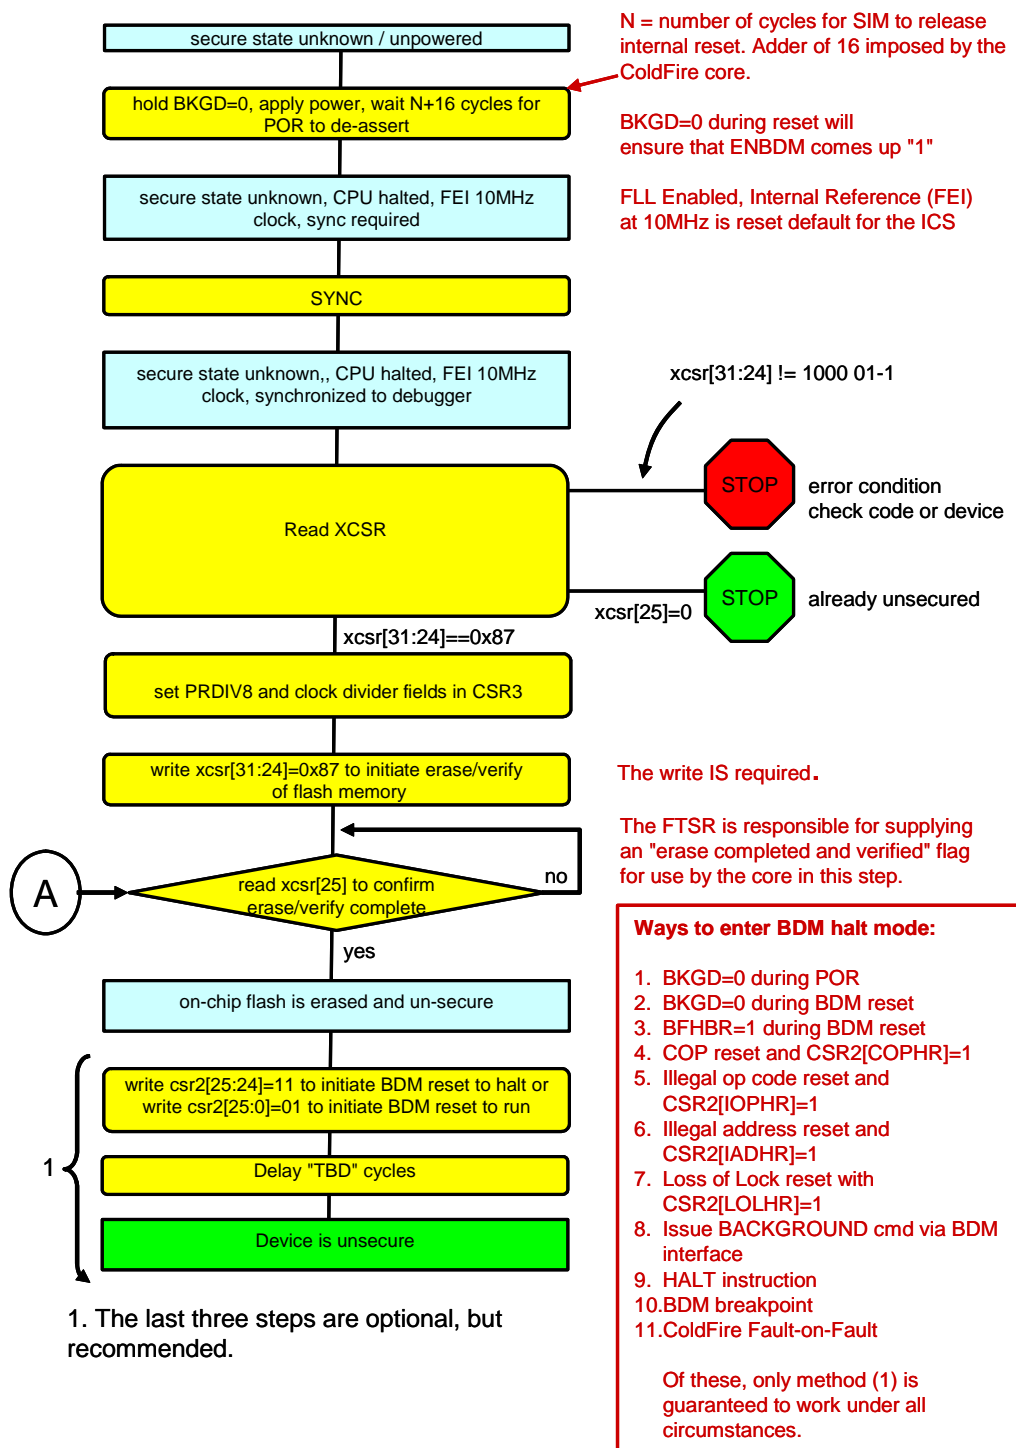 secure state unknown / unpowered
N = number of cycles for SIM to release
internal reset. Adder of 16 imposed by the
ColdFire core.
hold BKGD=0, apply power, wait N+16 cycles for
POR to de-assert
BKGD=0 during reset will
ensure that ENBDM comes up "1"
secure state unknown, CPU halted, FEI 10MHz
clock, sync required
FLL Enabled, Internal Reference (FEI)
at 10MHz is reset default for the ICS
SYNC
secure state unknown,, CPU halted, FEI 10MHz
clock, synchronized to debugger
xcsr[31:24] != 1000 01-1
Read XCSR
STOP
error condition
check code or device
STOP
already unsecured
xcsr[25]=0
xcsr[31:24]==0x87
set PRDIV8 and clock divider fields in CSR3
write xcsr[31:24]=0x87 to initiate erase/verify
of flash memory
The write IS required.
The FTSR is responsible for supplying
an "erase completed and verified" flag
for use by the core in this step.
A
read xcsr[25] to confirm
erase/verify complete
no
yes
on-chip flash is erased and un-secure
write csr2[25:24]=11 to initiate BDM reset to halt or
write csr2[25:0]=01 to initiate BDM reset to run
1
Delay "TBD" cycles
Device is unsecure
1. The last three steps are optional, but
recommended.
Ways to enter BDM halt mode:
1. BKGD=0 during POR
2. BKGD=0 during BDM reset
3. BFHBR=1 during BDM reset
4. COP reset and CSR2[COPHR]=1
5. Illegal op code reset and
CSR2[IOPHR]=1
6. Illegal address reset and
CSR2[IADHR]=1
7. Loss of Lock reset with
CSR2[LOLHR]=1
8. Issue BACKGROUND cmd via BDM
interface
9. HALT instruction
10.BDM breakpoint
11.ColdFire Fault-on-Fault
Of these, only method (1) is
guaranteed to work under all
circumstances.